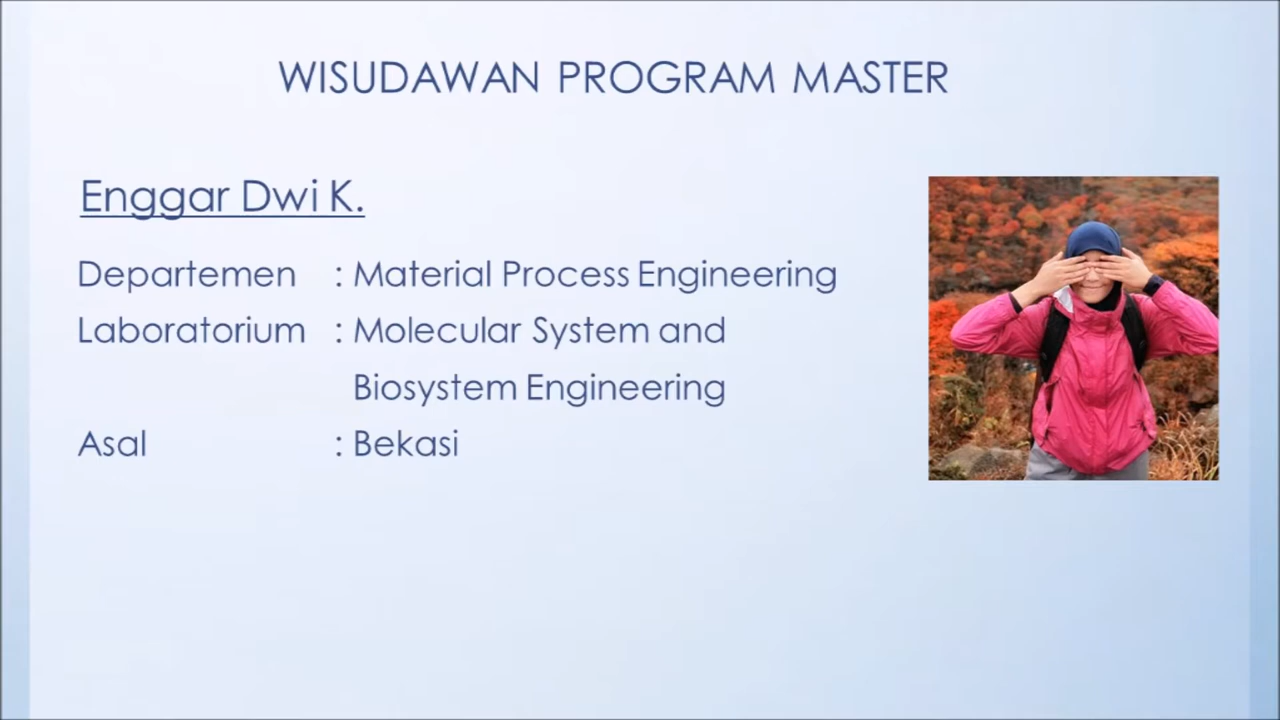 WISUDAWAN PROGRAM MASTER
Enggar Dwi K.
Departemen : Material Process Engineering
Laboratorium : Molecular System and
Biosystem Engineering
Asal : Bekasi